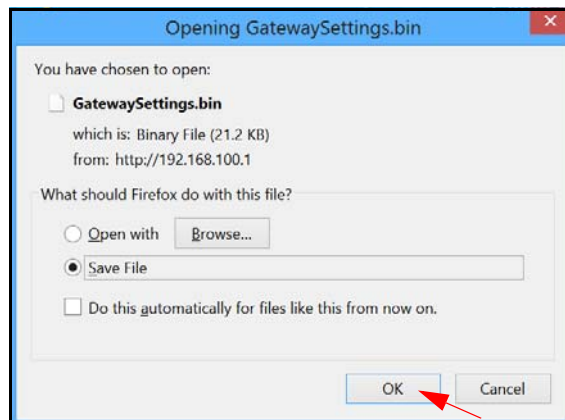 Opening GatewaySettings.bin
You have chosen to open:
GatewaySettings.bin
which is: Binary File (21.2 KB)
from: http://192.168.100.1
What should Firefox do with this file?
Open with Browse...
Save File
Do this automatically for files like this from now on.
OK Cancel